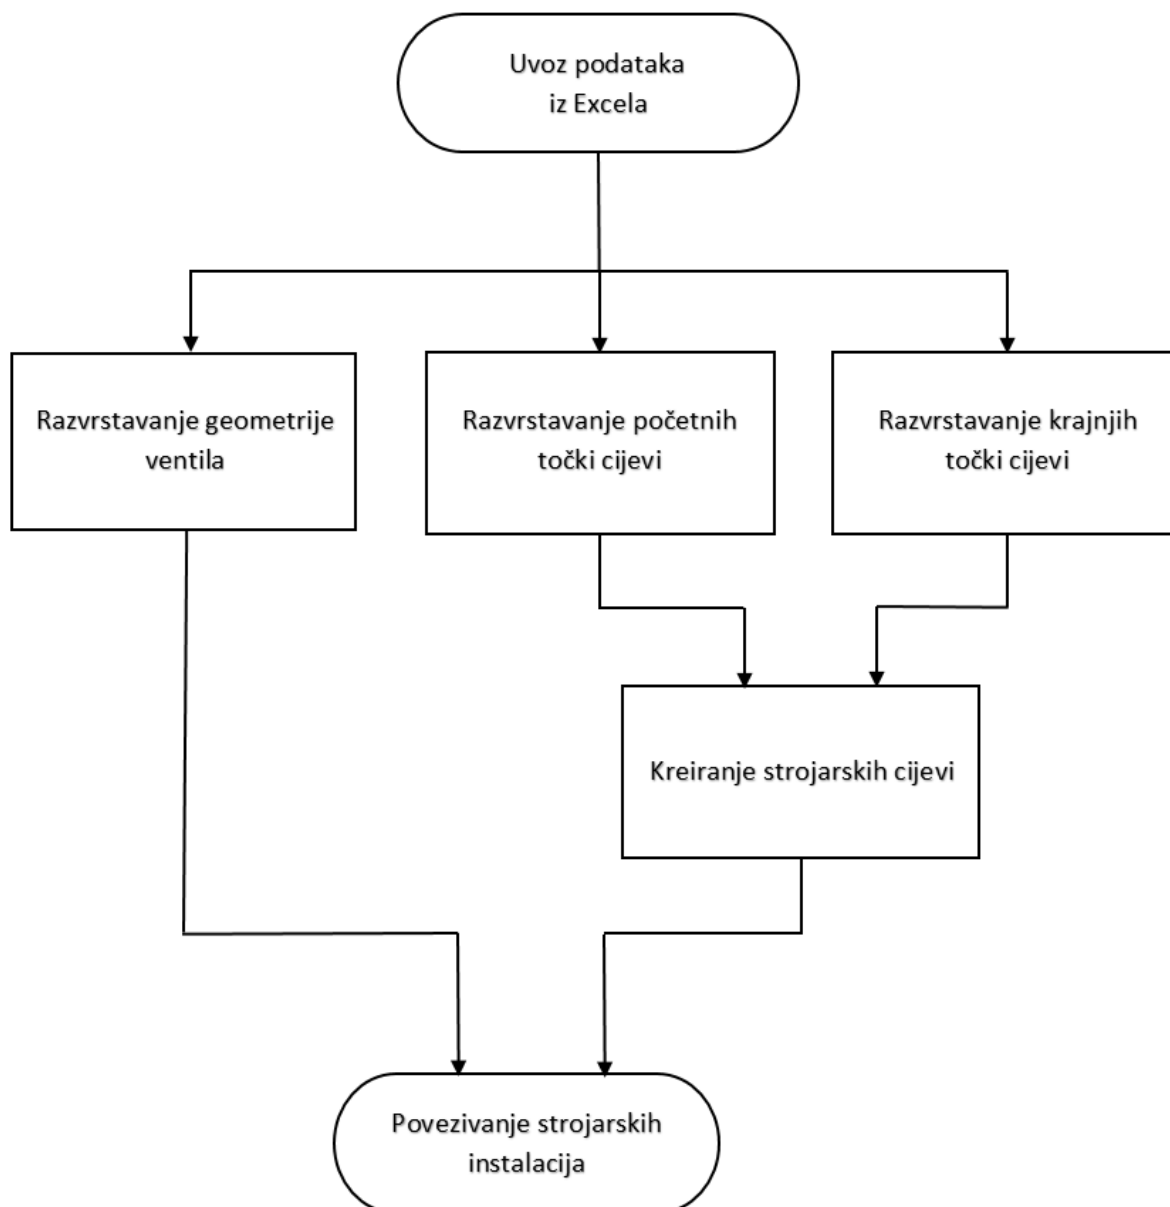 Uvoz podataka
iz Excela
Razvrstavanje geometrije
ventila
Razvrstavanje početnih
točki cijevi
Razvrstavanje krajnjih
točki cijevi
Kreiranje strojarskih cijevi
Povezivanje strojarskih
instalacija